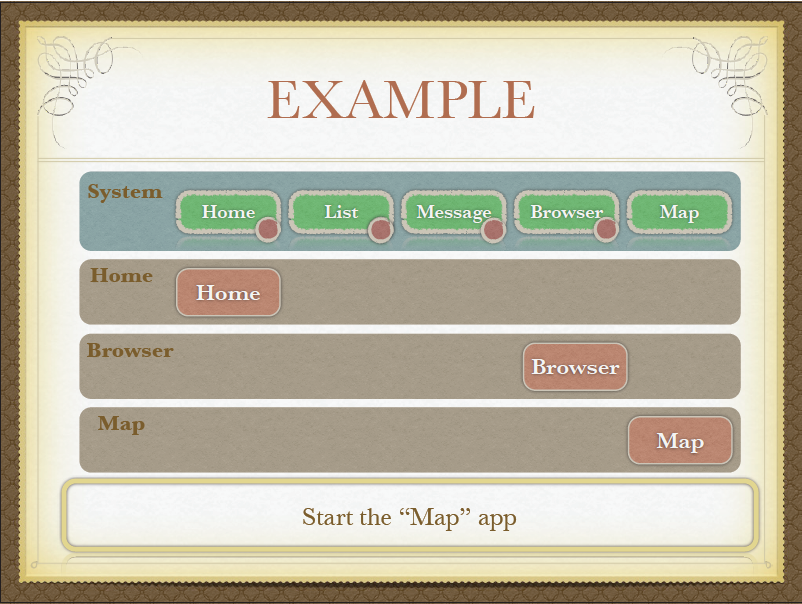 EXAMPLE
System
Home List Message Browser Map
Home
Home
Browser
Browser
Map
Map
Start the “Map” app